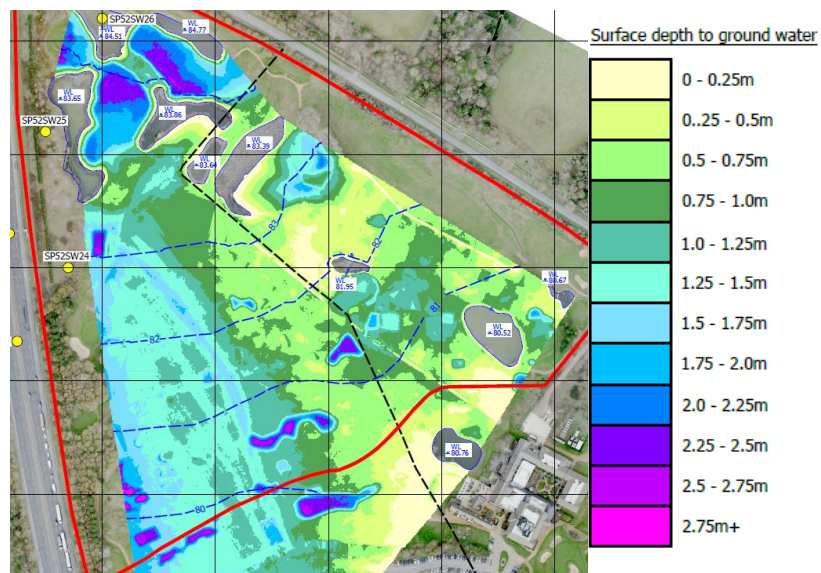 SP52SW26
WL
84.51
WL
84.77
Surface depth to ground water
WL
83.65
WL
83.86
SP52SW25
WL
83.39
WL
83.64
83
82
SP52SW24
WL
81.95
WL
80.67
81
WL
80.52
82
WL
80.76
80
0 - 0.25m
0.25 - 0.5m
0.5 - 0.75m
0.75 - 1.0m
1.0 - 1.25m
1.25 - 1.5m
1.5 - 1.75m
1.75 - 2.0m
2.0 - 2.25m
2.25 - 2.5m
2.5 - 2.75m
2.75m+